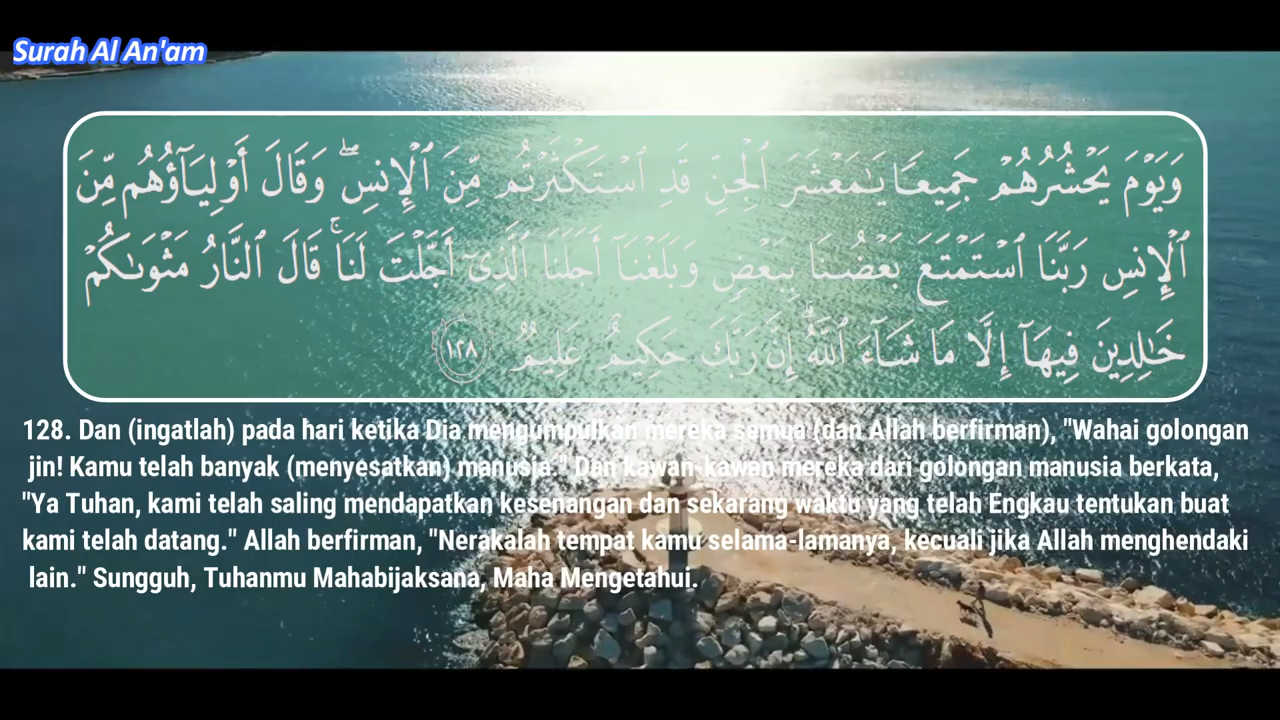 Surah Al An'am
وَيَوْمَ يَحْشُرُهُمْ جَمِيعًا يَـٰمَعْشَرَ ٱلْجِنِّ قَدِ ٱسْتَكْثَرْتُم مِّنَ ٱلْإِنسِ ۖ وَقَالَ أَوْلِيَآؤُهُم مِّنَ
ٱلْإِنسِ رَبَّنَا ٱسْتَمْتَعَ بَعْضُنَا بِبَعْضٍ وَبَلَغْنَآ أَجَلَنَا ٱلَّذِىٓ أَجَّلْتَ لَنَا ۚ قَالَ ٱلنَّارُ مَثْوَىٰكُمْ
خَـٰلِدِينَ فِيهَآ إِلَّا مَا شَآءَ ٱللَّهُ ۗ إِنَّ رَبَّكَ حَكِيمٌ عَلِيمٌ ١٢٨
128. Dan (ingatlah) pada hari ketika Dia mengumpulkan mereka semua (dan Allah berfirman), "Wahai golongan
jin! Kamu telah banyak (menyesatkan) manusia." Dan kawan-kawan mereka dari golongan manusia berkata,
"Ya Tuhan, kami telah saling mendapatkan kesenangan dan sekarang waktu yang telah Engkau tentukan buat
kami telah datang." Allah berfirman, "Nerakalah tempat kamu selama-lamanya, kecuali jika Allah menghendaki
lain." Sungguh, Tuhanmu Mahabijaksana, Maha Mengetahui.